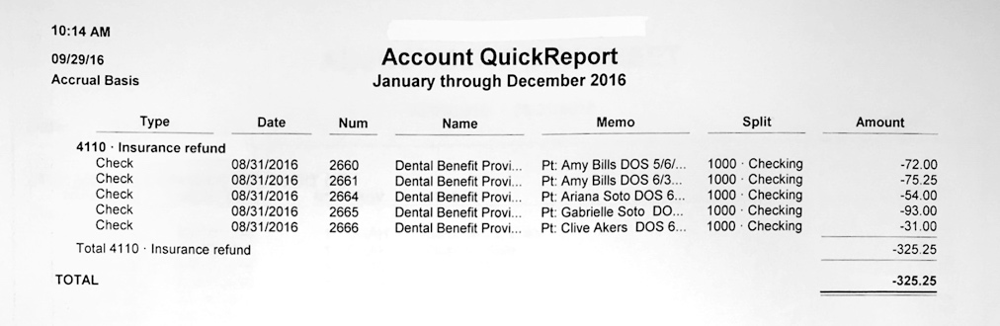 10:14 AM
09/29/16
Accrual Basis
Account QuickReport
January through December 2016
Type Date Num Name Memo Split Amount
4110 · Insurance refund
Check 08/31/2016 2660 Dental Benefit Provi... Pt: Amy Bills DOS 5/6/... 1000 · Checking -72.00
Check 08/31/2016 2661 Dental Benefit Provi... Pt: Amy Bills DOS 6/3... 1000 · Checking -75.25
Check 08/31/2016 2664 Dental Benefit Provi... Pt: Ariana Soto DOS 6... 1000 · Checking -54.00
Check 08/31/2016 2665 Dental Benefit Provi... Pt: Gabrielle Soto DO... 1000 · Checking -93.00
Check 08/31/2016 2666 Dental Benefit Provi... Pt: Clive Akers DOS 6... 1000 · Checking -31.00
Total 4110 · Insurance refund -325.25
TOTAL -325.25